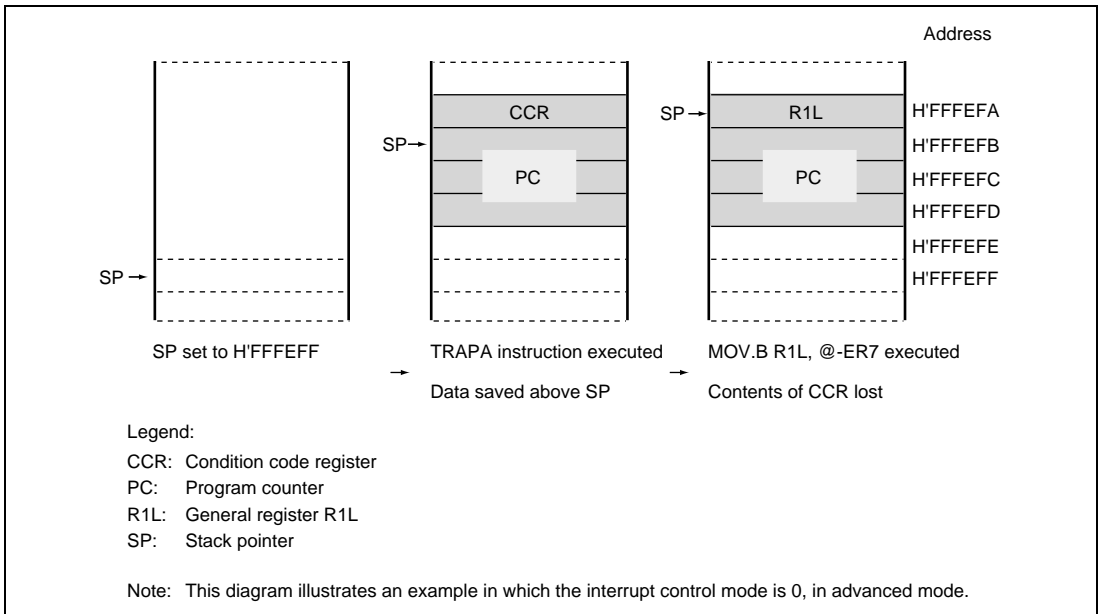 Address
CCR
SP
R1L
H'FFFEFA
SP
H'FFFEFB
PC
PC
H'FFFEFC
H'FFFEFD
H'FFFEFE
SP
H'FFFEFF
SP set to H'FFFEFF
TRAPA instruction executed
MOV.B R1L, @-ER7 executed
Data saved above SP
Contents of CCR lost
Legend:
CCR: Condition code register
PC: Program counter
R1L: General register R1L
SP: Stack pointer
Note: This diagram illustrates an example in which the interrupt control mode is 0, in advanced mode.